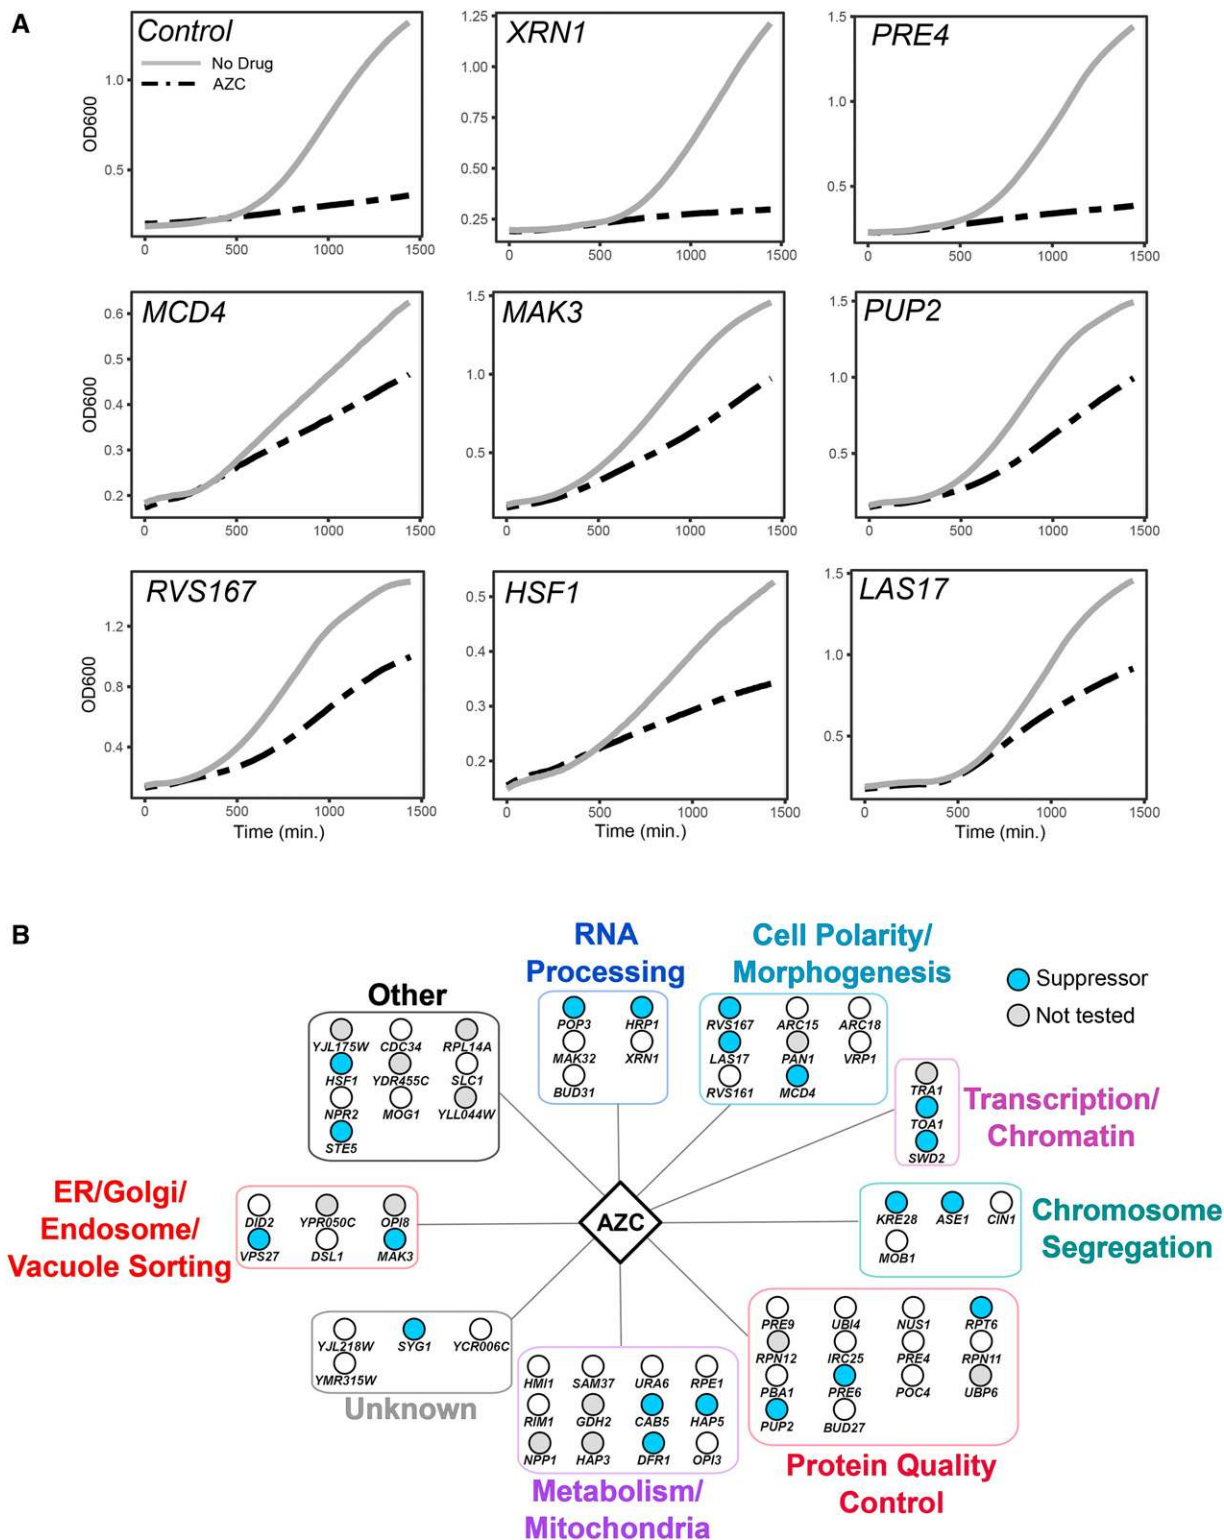 A
Control
No Drug
AZC
OD600
1.0
0.5
0
500
1000
1500
XRN1
1.25
1.00
0.75
0.50
0.25
0
500
1000
1500
PRE4
1.5
1.0
0.5
0
500
1000
1500
MCD4
OD600
0.6
0.5
0.4
0.3
0.2
0
500
1000
1500
MAK3
1.5
1.0
0.5
0
500
1000
1500
PUP2
1.5
1.0
0.5
0
500
1000
1500
RVS167
OD600
1.2
0.8
0.4
0
500
1000
1500
Time (min.)
HSF1
0.5
0.4
0.3
0.2
0
500
1000
1500
Time (min.)
LAS17
1.5
1.0
0.5
0
500
1000
1500
Time (min.)
B
Suppressor
Not tested
AZC
Other
YJL175W CDC34 RPL14A
HSF1 YDR455C SLC1
NPR2 MOG1 YLL044W
STE5
RNA
Processing
POP3 HRP1
MAK32 XRN1
BUD31
Cell Polarity/
Morphogenesis
RVS167 ARC15 ARC18
LAS17 PAN1 VRP1
RVS161 MCD4
Transcription/
Chromatin
TRA1
TOA1
SWD2
ER/Golgi/
Endosome/
Vacuole Sorting
DID2 YPR050C OPI8
VPS27 DSL1 MAK3
Chromosome
Segregation
KRE28 ASE1 CIN1
MOB1
YJL218W SYG1 YCR006C
YMR315W
Unknown
HMI1 SAM37 URA6 RPE1
RIM1 GDH2 CAB5 HAP5
NPP1 HAP3 DFR1 OPI3
Metabolism/
Mitochondria
PRE9 UBI4 NUS1 RPT6
RPN12 IRC25 PRE4 RPN11
PBA1 PRE6 POC4 UBP6
PUP2 BUD27
Protein Quality
Control